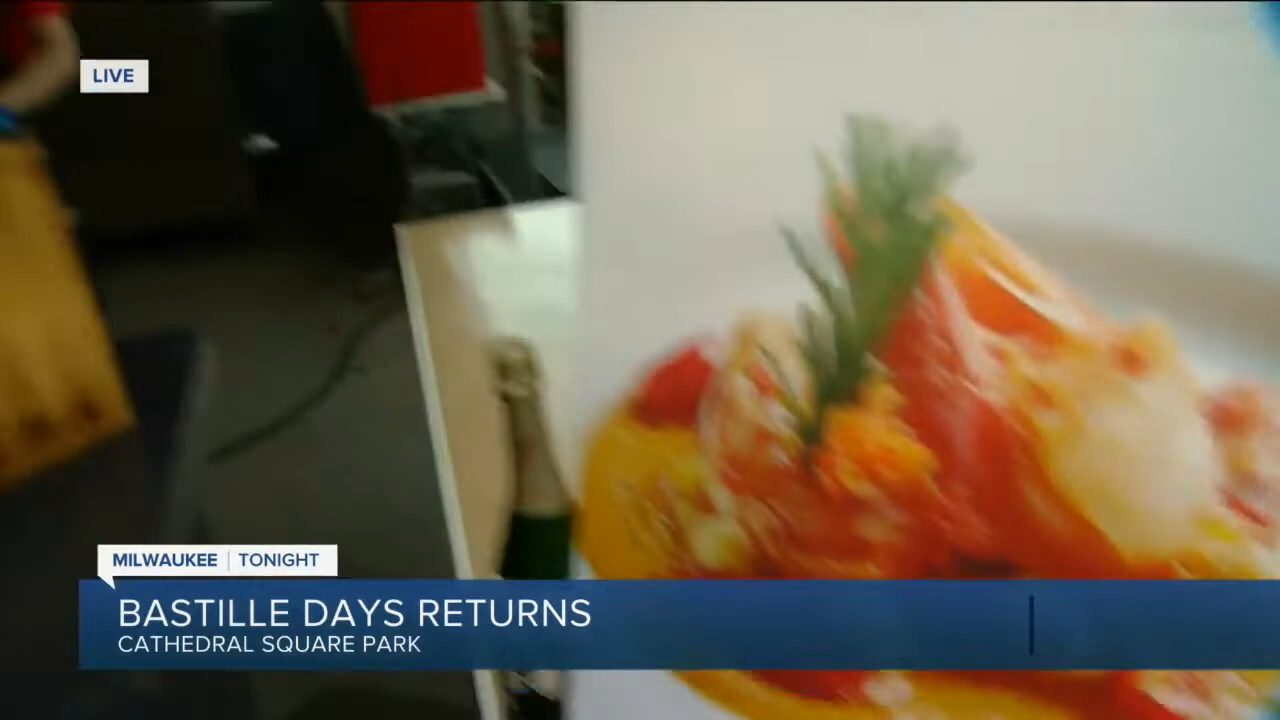 LIVE
MILWAUKEE | TONIGHT
BASTILLE DAYS RETURNS
CATHEDRAL SQUARE PARK